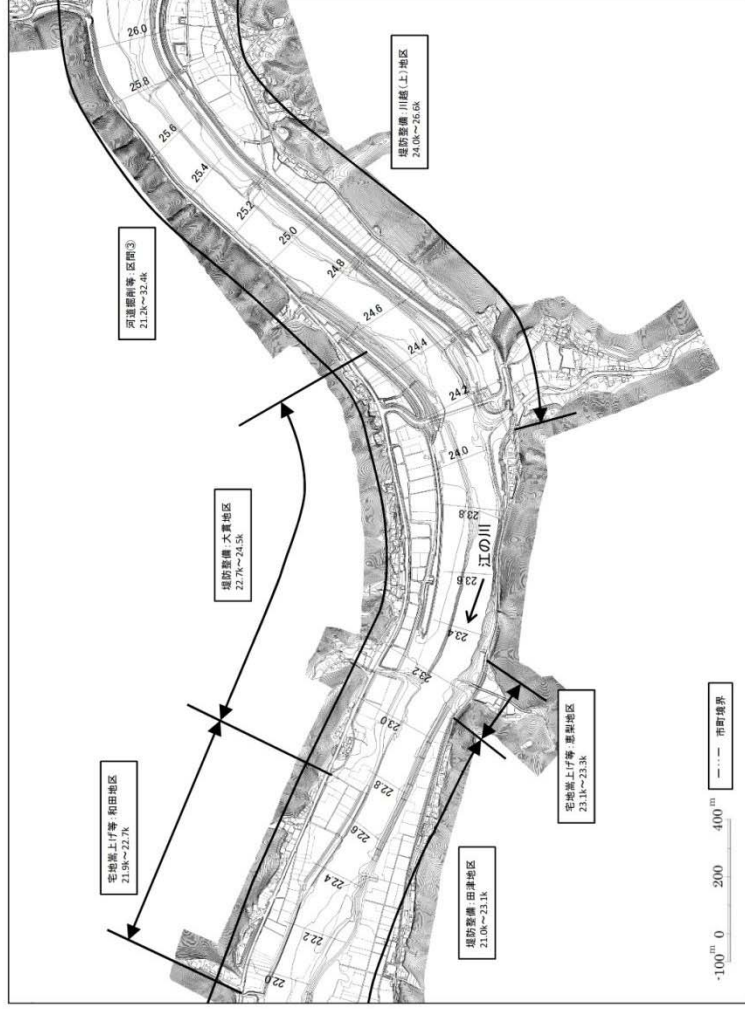 河道掘削等:区間③
21.2k～32.4k
堤防整備:川越(上)地区
24.0k～26.6k
堤防整備:大貫地区
22.7k～24.5k
宅地嵩上げ等:和田地区
21.9k～22.7k
宅地嵩上げ等:恵梨地区
23.1k～23.3k
堤防整備:田津地区
21.0k～23.1k
江の川
26.0
25.8
25.6
25.4
25.2
25.0
24.8
24.6
24.4
24.2
24.0
23.8
23.6
23.4
23.2
23.0
22.8
22.6
22.4
22.2
22.0
市町境界
-100m 0 200 400m